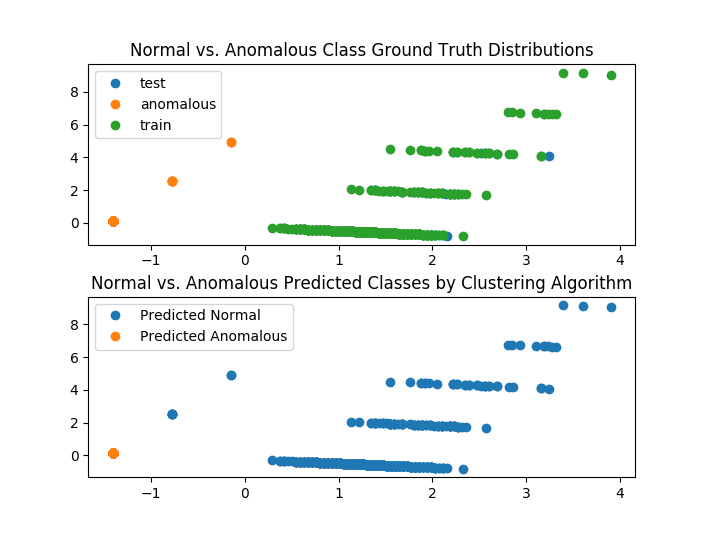 Normal vs. Anomalous Class Ground Truth Distributions
test
anomalous
train
8
6
4
2
0
−1 0 1 2 3 4
Normal vs. Anomalous Predicted Classes by Clustering Algorithm
Predicted Normal
Predicted Anomalous
8
6
4
2
0
−1 0 1 2 3 4